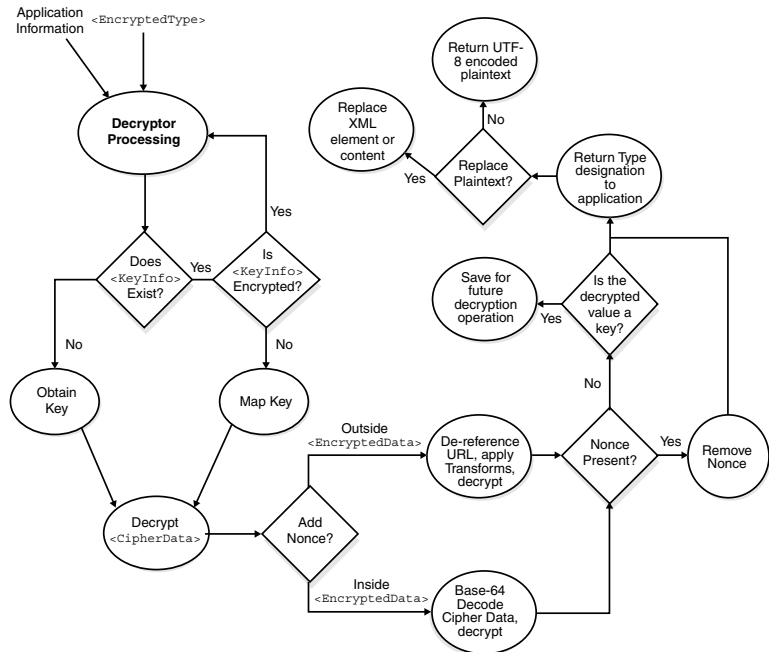 Application
Information
<EncryptedType>
Decryptor
Processing
Does
<KeyInfo>
Exist?
Yes
Is
<KeyInfo>
Encrypted?
Yes
No
No
Obtain
Key
Map Key
Decrypt
<CipherData>
Add
Nonce?
Outside
<EncryptedData>
Inside
<EncryptedData>
De-reference
URL, apply
Transforms,
decrypt
Base-64
Decode
Cipher Data,
decrypt
Nonce
Present?
Yes
Remove
Nonce
No
Is the
decrypted
value a
key?
Yes
Save for
future
decryption
operation
Return Type
designation
to
application
Replace
Plaintext?
Yes
Replace
XML
element or
content
No
Return UTF-
8 encoded
plaintext